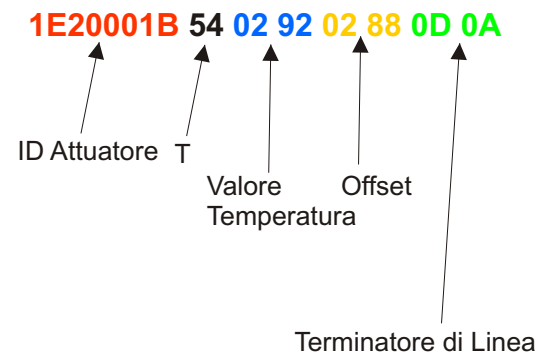 1E20001B 54 02 92 02 88 0D 0A
ID Attuatore T
Valore Offset
Temperatura
Terminatore di Linea